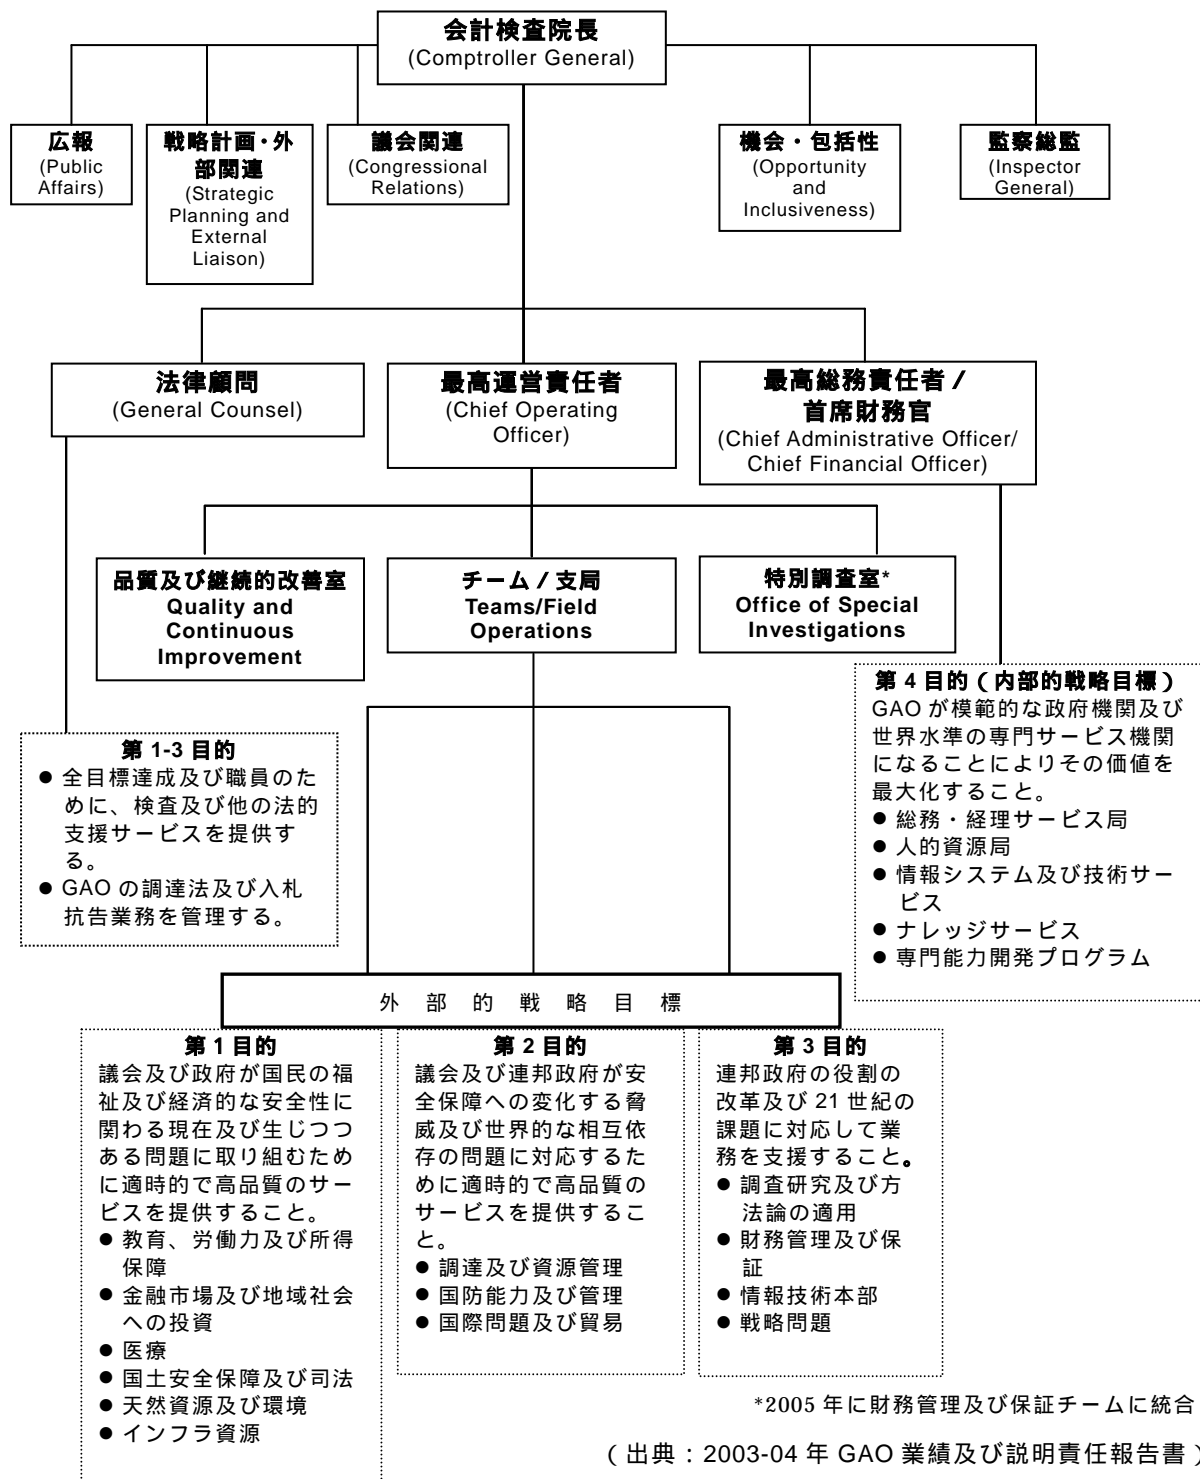 会計検査院長
(Comptroller General)
広報
(Public
Affairs)
戦略計画・外
部関連
(Strategic
Planning and
External
Liaison)
議会関連
(Congressional
Relations)
機会・包括性
(Opportunity
and
Inclusiveness)
監察総監
(Inspector
General)
法律顧問
(General Counsel)
最高運営責任者
(Chief Operating
Officer)
最高総務責任者 /
首席財務官
(Chief Administrative Officer/
Chief Financial Officer)
品質及び継続的改善室
Quality and
Continuous
Improvement
チーム / 支局
Teams/Field
Operations
特別調査室*
Office of Special
Investigations
第 1-3 目的
● 全目標達成及び職員のた
めに、検査及び他の法的
支援サービスを提供す
る。
● GAO の調達法及び入札
抗告業務を管理する。
第 4 目的 ( 内部的戦略目標 )
GAO が模範的な政府機関及び
世界水準の専門サービス機関
になることによりその価値を
最大化すること。
● 総務・経理サービス局
● 人的資源局
● 情報システム及び技術サー
ビス
● ナレッジサービス
● 専門能力開発プログラム
外 部 的 戦 略 目 標
第 1 目的
議会及び政府が国民の福
祉及び経済的な安全性に
関わる現在及び生じつつ
ある問題に取り組むため
に適時的で高品質のサー
ビスを提供すること。
● 教育、労働力及び所得
保障
● 金融市場及び地域社会
への投資
● 医療
● 国土安全保障及び司法
● 天然資源及び環境
● インフラ資源
第 2 目的
議会及び連邦政府が安
全保障への変化する脅
威及び世界的な相互依
存の問題に対応するた
めに適時的で高品質の
サービスを提供するこ
と。
● 調達及び資源管理
● 国防能力及び管理
● 国際問題及び貿易
第 3 目的
連邦政府の役割の
改革及び 21 世紀の
課題に対応して業
務を支援すること。
● 調査研究及び方
法論の適用
● 財務管理及び保
証
● 情報技術本部
● 戦略問題
*2005 年に財務管理及び保証チームに統合
( 出典 : 2003-04 年 GAO 業績及び説明責任報告書 )